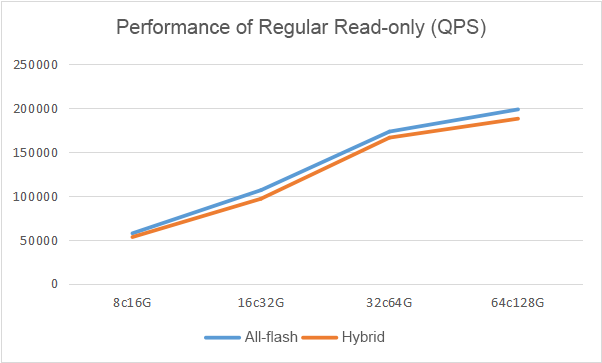 Performance of Regular Read-only (QPS)
250000
200000
150000
100000
50000
0
8c16G 16c32G 32c64G 64c128G
All-flash Hybrid